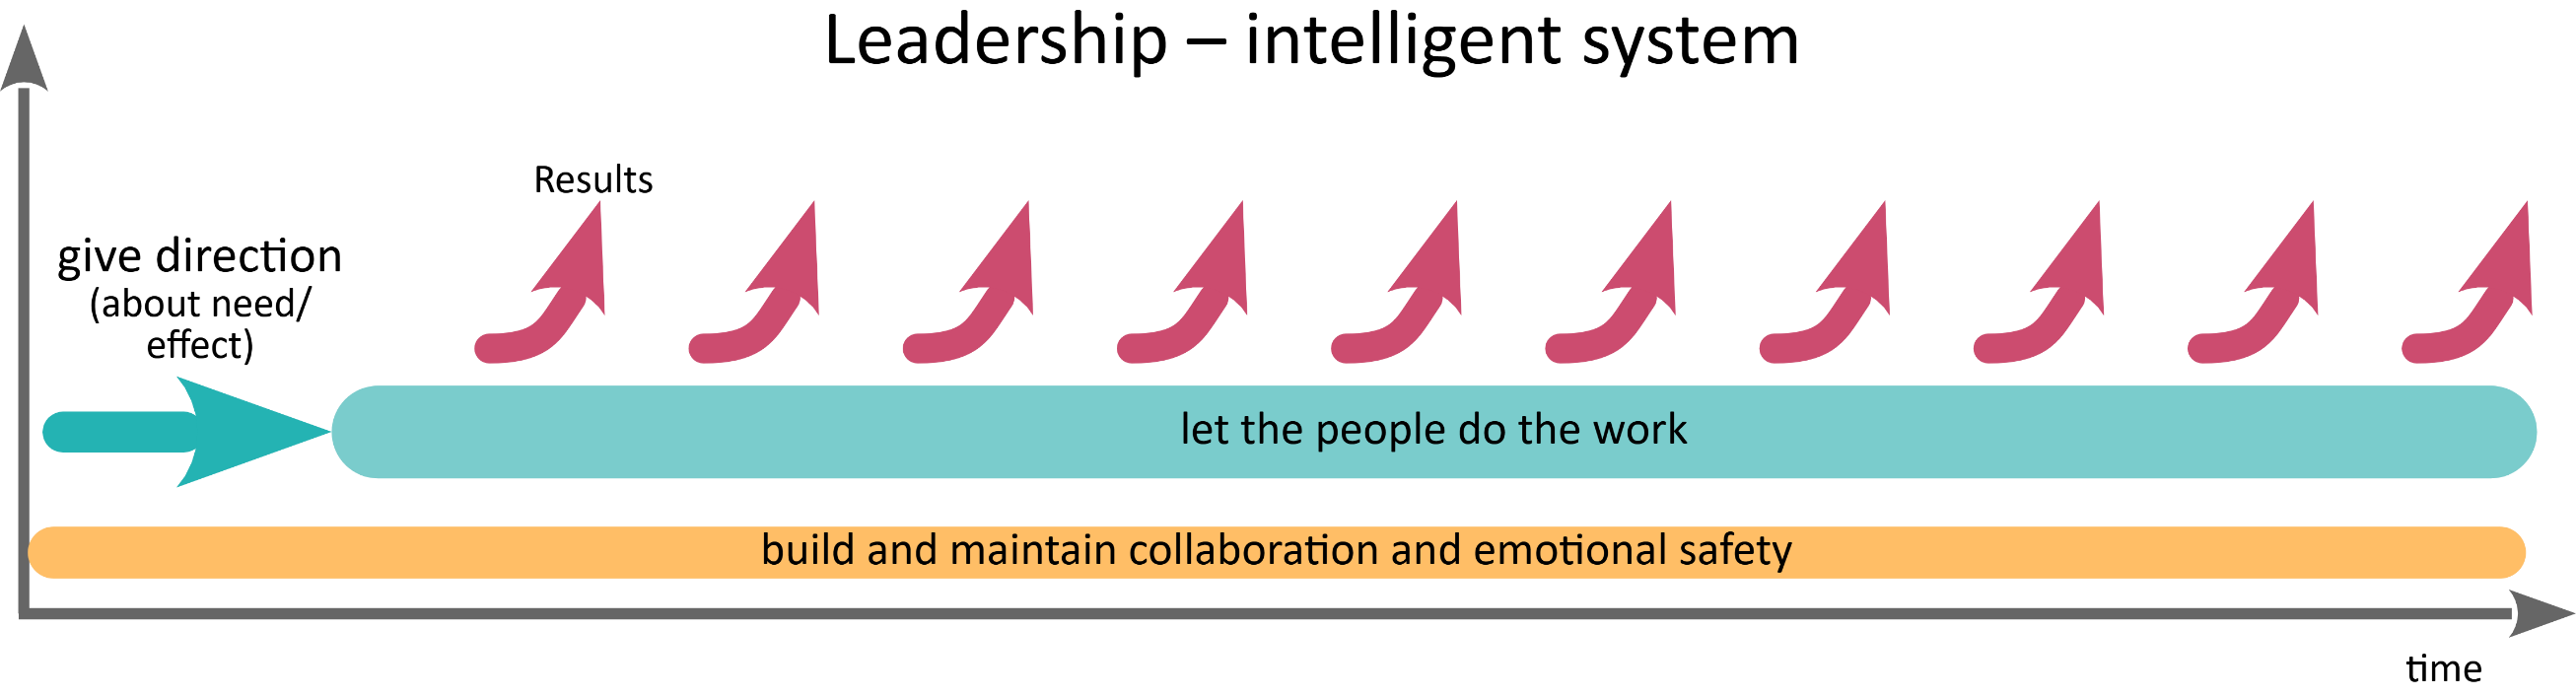 Leadership – intelligent system
Results
give direction
(about need/
effect)
let the people do the work
build and maintain collaboration and emotional safety
time